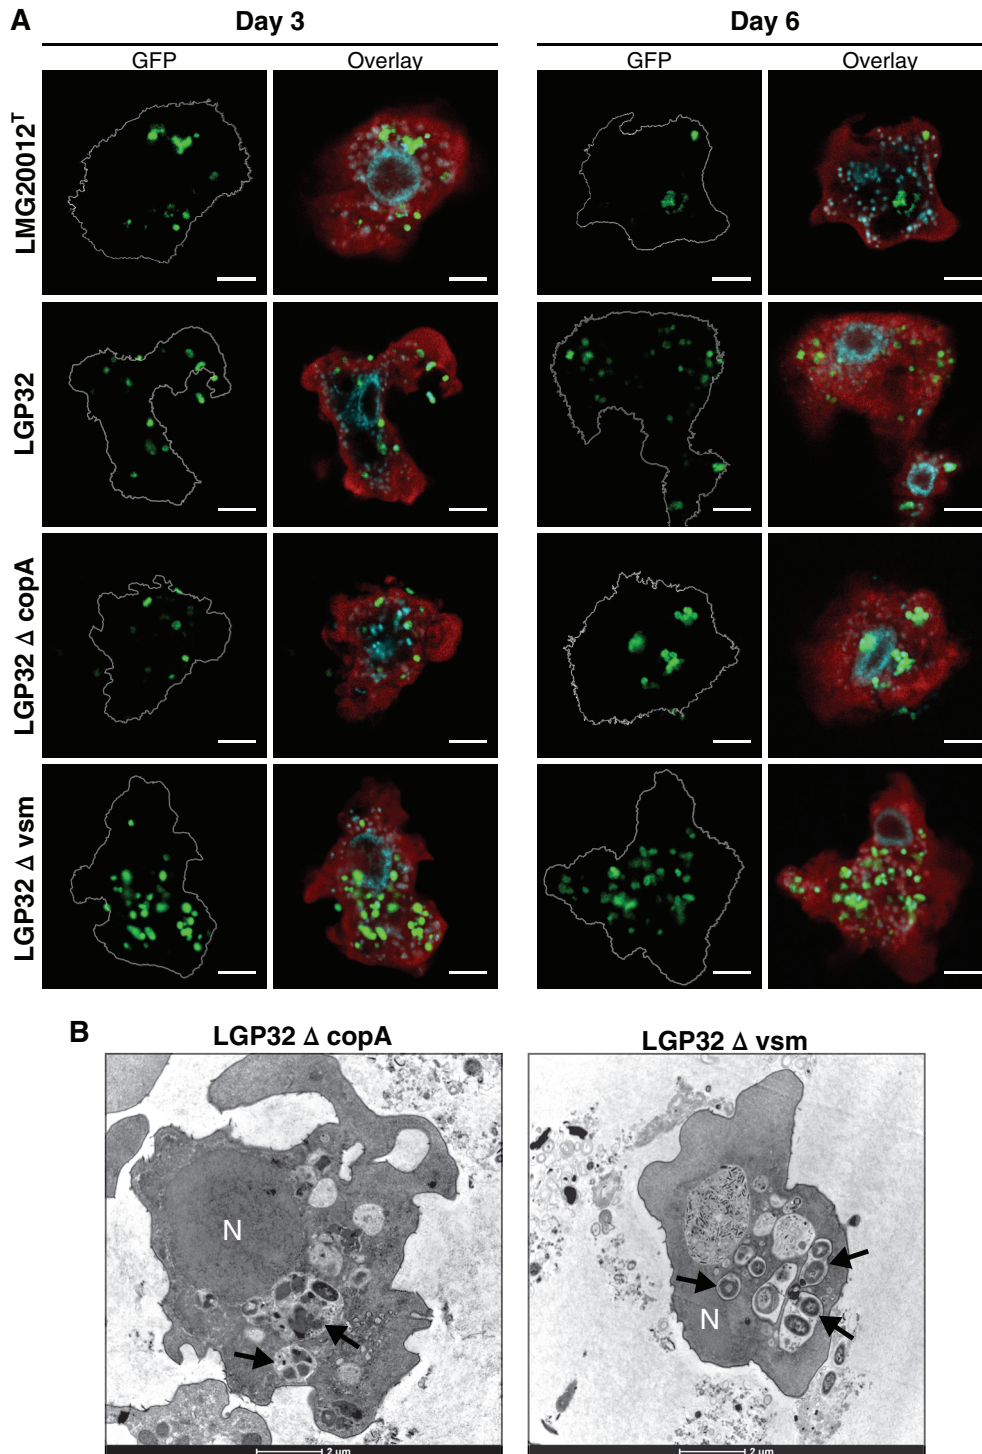 A
Day 3
Day 6
GFP
Overlay
GFP
Overlay
LMG20012ᵀ
LGP32
LGP32 Δ copA
LGP32 Δ vsm
B
LGP32 Δ copA
LGP32 Δ vsm
N
N
2 µm
2 µm